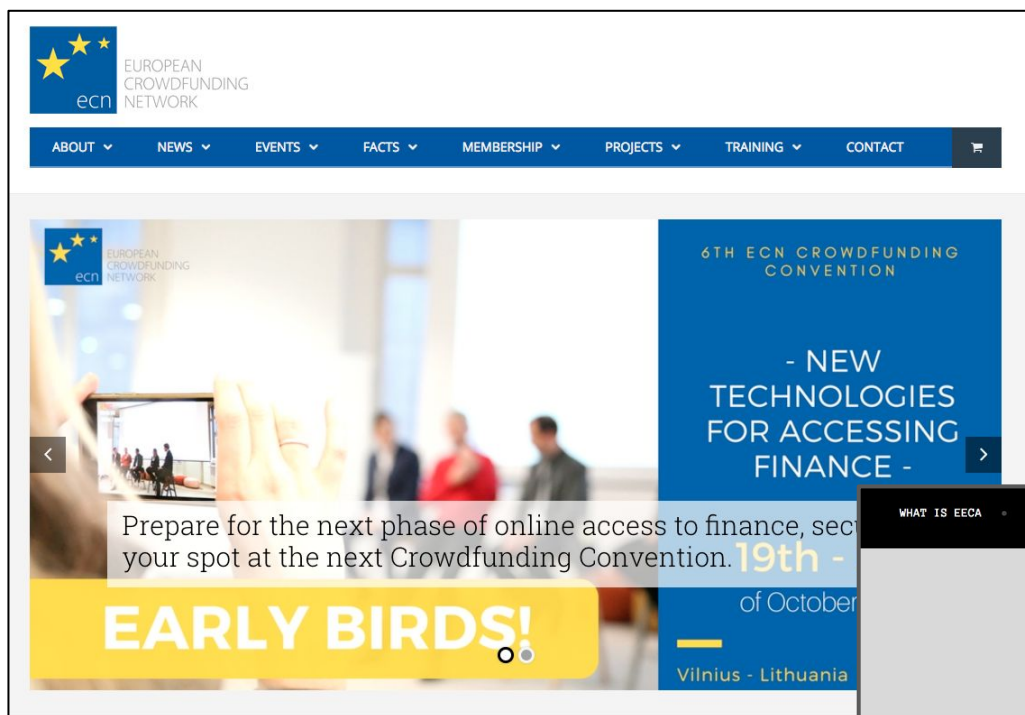 ecn
EUROPEAN
CROWDFUNDING
NETWORK
ABOUT NEWS EVENTS FACTS MEMBERSHIP PROJECTS TRAINING CONTACT
ecn
EUROPEAN
CROWDFUNDING
NETWORK
6TH ECN CROWDFUNDING
CONVENTION
- NEW
TECHNOLOGIES
FOR ACCESSING
FINANCE -
Prepare for the next phase of online access to finance,
your spot at the next Crowdfunding Convention.
19th -
of October
EARLY BIRDS!
Vilnius - Lithuania
WHAT IS EECA